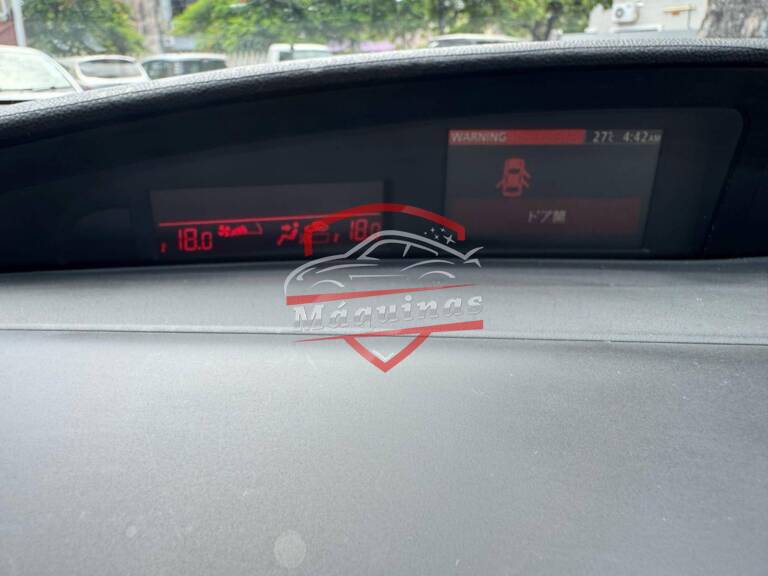 WARNING 27℃ 4:42AM
ドア開
18.0 18.0
Máquinas